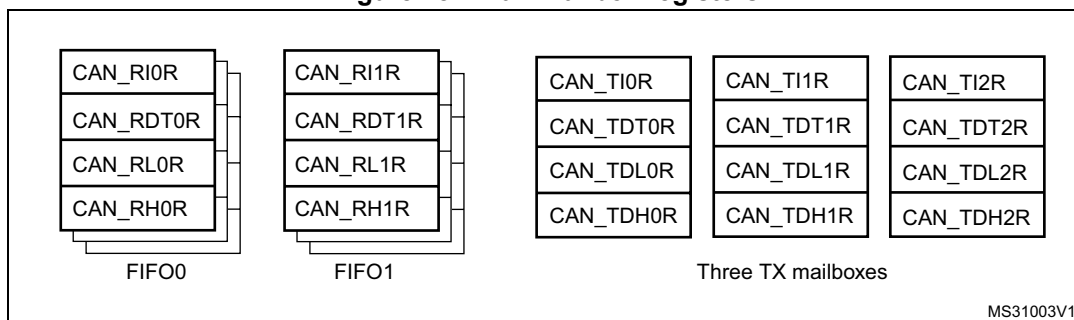 CAN_RI0R
CAN_RDT0R
CAN_RL0R
CAN_RH0R
FIFO0
CAN_RI1R
CAN_RDT1R
CAN_RL1R
CAN_RH1R
FIFO1
CAN_TI0R
CAN_TDT0R
CAN_TDL0R
CAN_TDH0R
CAN_TI1R
CAN_TDT1R
CAN_TDL1R
CAN_TDH1R
CAN_TI2R
CAN_TDT2R
CAN_TDL2R
CAN_TDH2R
Three TX mailboxes
MS31003V1